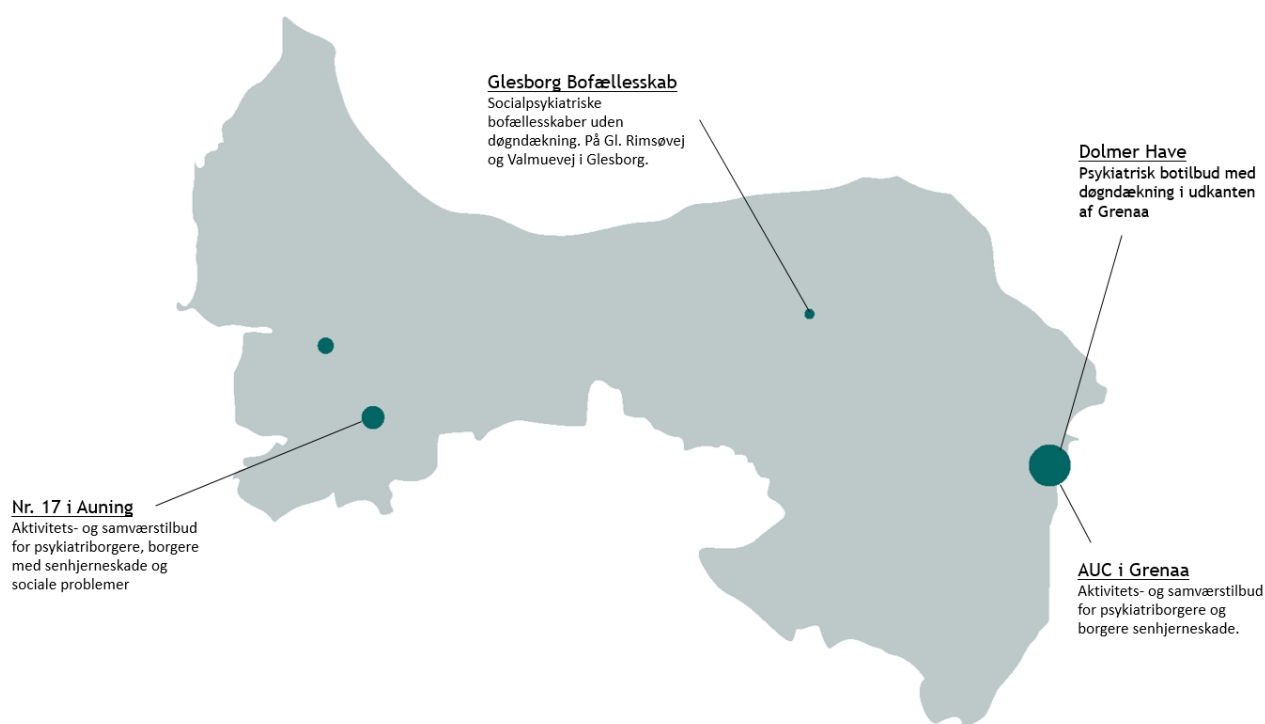 Glesborg Bofællesskab
Socialpsykiatriske
bofællesskaber uden
døgndækning. På Gl. Rimsøvej
og Valmuevej i Glesborg.
Dolmer Have
Psykiatrisk botilbud med
døgndækning i udkanten
af Grenaa
Nr. 17 i Auning
Aktivitets- og samværstilbud
for psykiatriborgere, borgere
med senhjerneskade og
sociale problemer
AUC i Grenaa
Aktivitets- og samværstilbud
for psykiatriborgere og
borgere senhjerneskade.